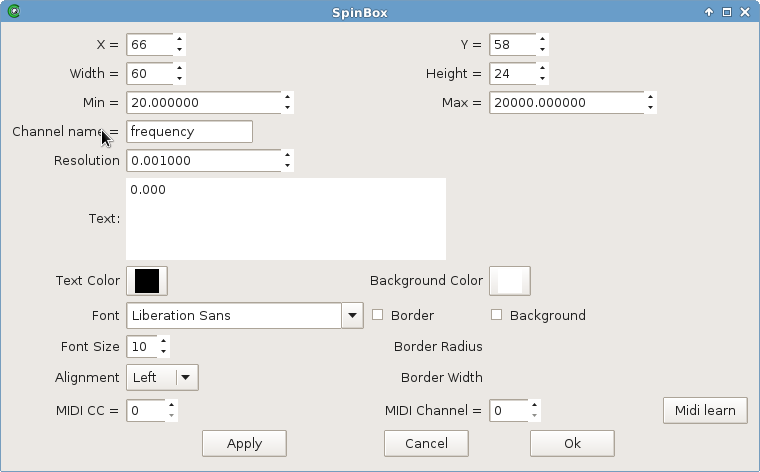 SpinBox
X = 66 Y = 58
Width = 60 Height = 24
Min = 20.000000 Max = 20000.000000
Channel name = frequency
Resolution 0.001000
0.000
Text:
Text Color Background Color
Font Liberation Sans Border Background
Font Size 10 Border Radius
Alignment Left Border Width
MIDI CC = 0 MIDI Channel = 0 Midi learn
Apply Cancel Ok